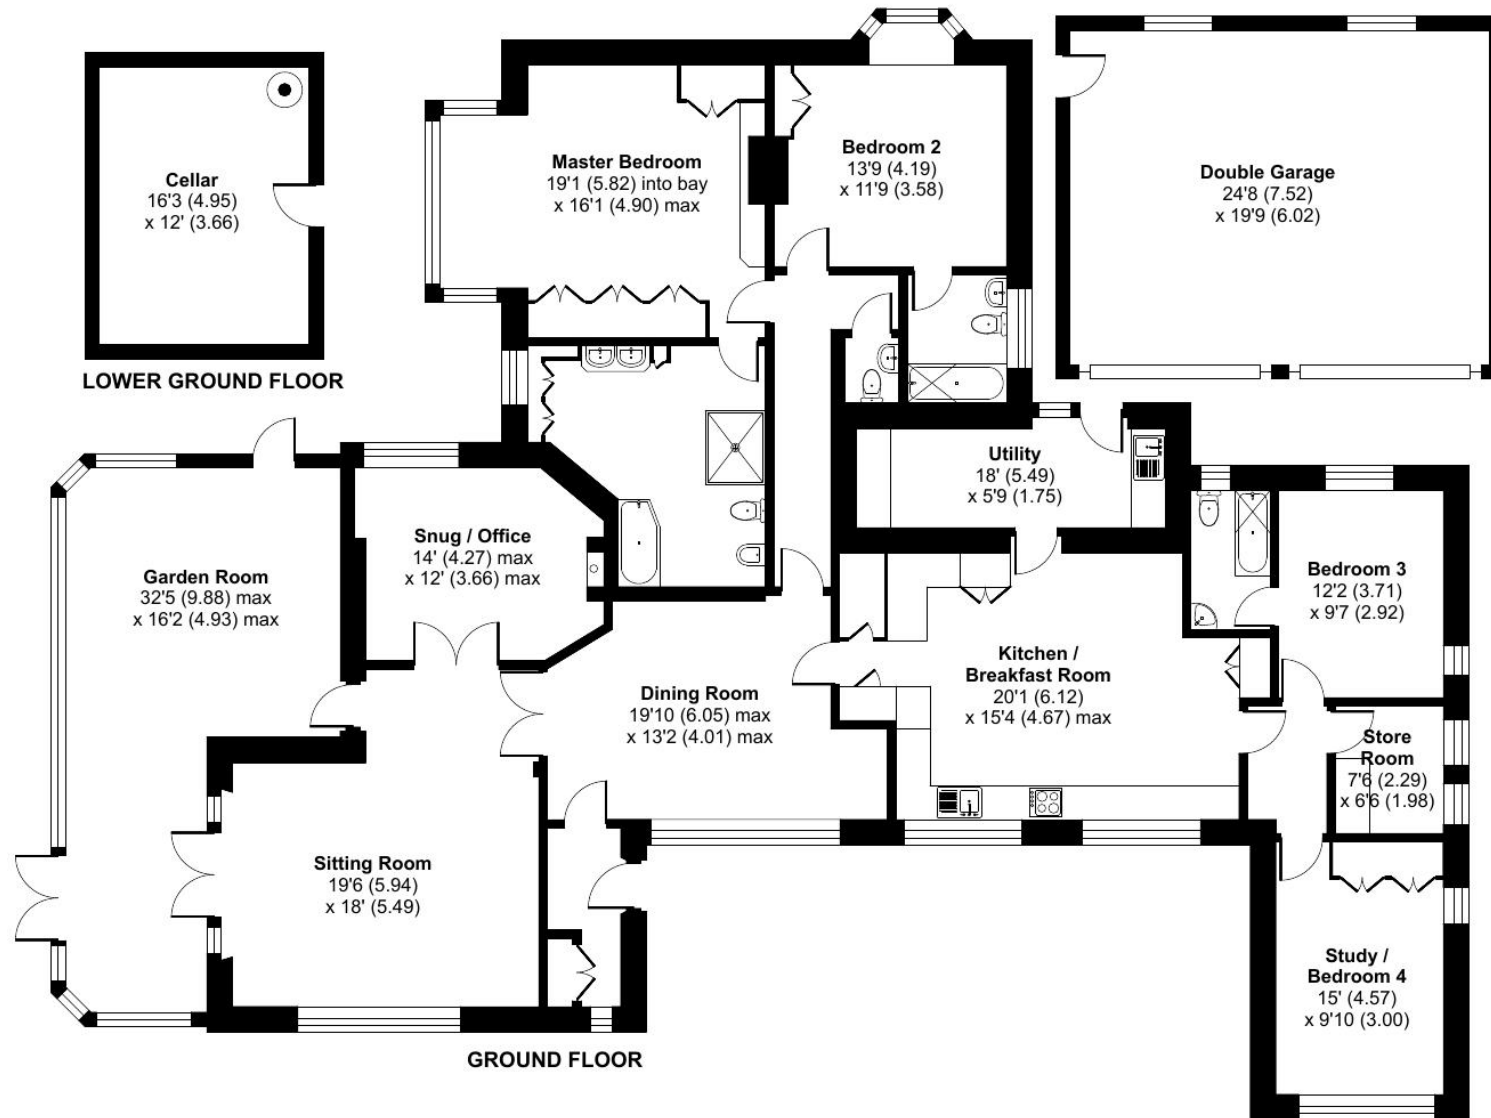 Cellar
16'3 (4.95)
x 12' (3.66)
LOWER GROUND FLOOR
Master Bedroom
19'1 (5.82) into bay
x 16'1 (4.90) max
Bedroom 2
13'9 (4.19)
x 11'9 (3.58)
Double Garage
24'8 (7.52)
x 19'9 (6.02)
Utility
18' (5.49)
x 5'9 (1.75)
Snug / Office
14' (4.27) max
x 12' (3.66) max
Garden Room
32'5 (9.88) max
x 16'2 (4.93) max
Bedroom 3
12'2 (3.71)
x 9'7 (2.92)
Kitchen /
Breakfast Room
20'1 (6.12)
x 15'4 (4.67) max
Dining Room
19'10 (6.05) max
x 13'2 (4.01) max
Store
Room
7'6 (2.29)
x 6'6 (1.98)
Sitting Room
19'6 (5.94)
x 18' (5.49)
Study /
Bedroom 4
15' (4.57)
x 9'10 (3.00)
GROUND FLOOR